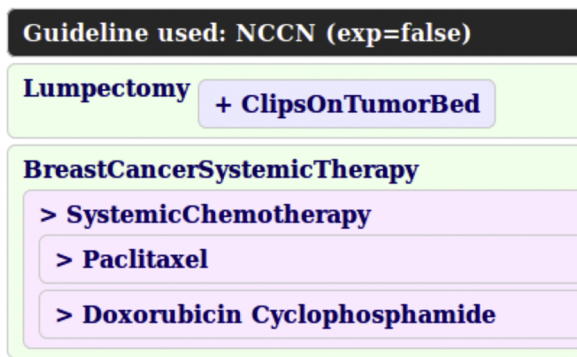 Guideline used: NCCN (exp=false)
Lumpectomy + ClipsOnTumorBed
BreastCancerSystemicTherapy
> SystemicChemotherapy
> Paclitaxel
> Doxorubicin Cyclophosphamide